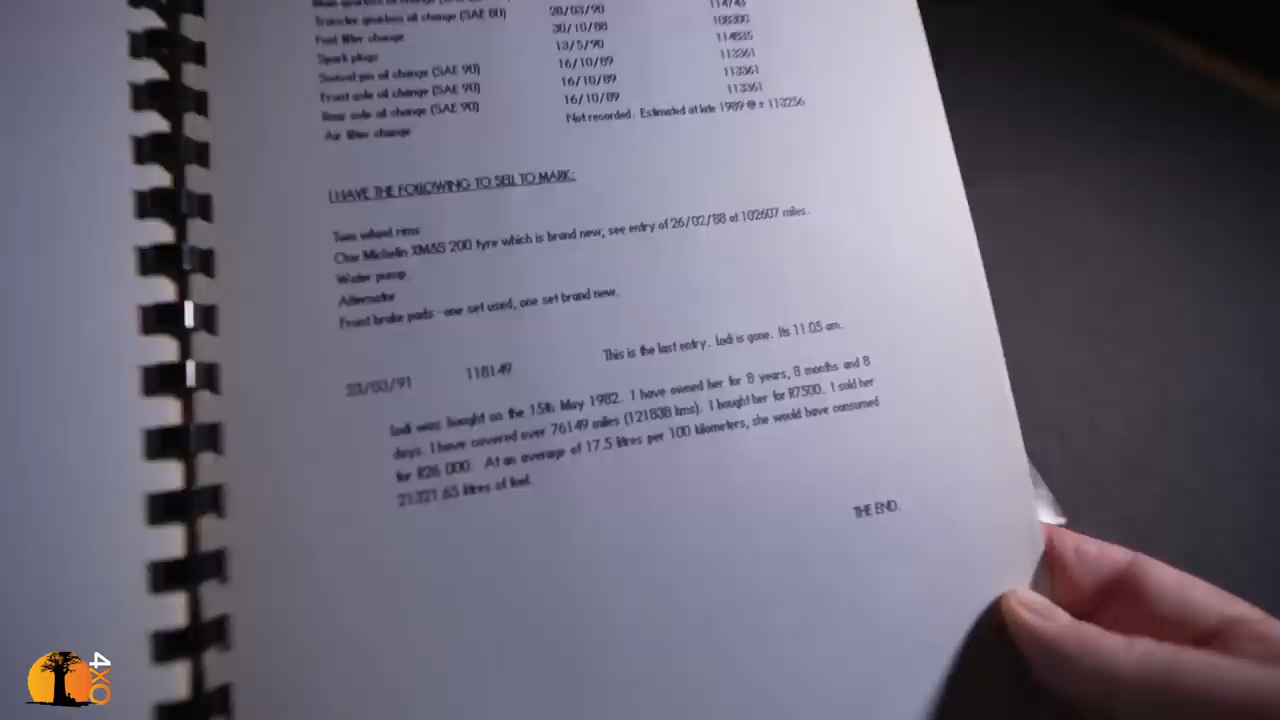 Transfer gearbox oil change (SAE 80) 28/03/90 108300
Fuel filter change 30/10/88 114835
Spark plugs 13/5/90 113361
Swivel pin oil change (SAE 90) 16/10/89 113361
Front axle oil change (SAE 90) 16/10/89 113361
Rear axle oil change (SAE 90) 16/10/89
Air filter change Not recorded. Estimated at late 1989 @ ± 113256
I HAVE THE FOLLOWING TO SELL TO MARK:
Two wheel rims
One Michelin XM&S 200 tyre which is brand new; see entry of 26/02/88 at 102607 miles.
Water pump.
Alternator
Front brake pads - one set used, one set brand new.
23/03/91 118149 This is the last entry. Lodi is gone. Its 11.05 am.
Lodi was bought on the 15th May 1982. I have owned her for 8 years, 8 months and 8
days. I have covered over 76149 miles (121838 kms). I bought her for R7500. I sold her
for R26 000. At an average of 17.5 litres per 100 kilometers, she would have consumed
21321.65 litres of fuel.
THE END.
4XO